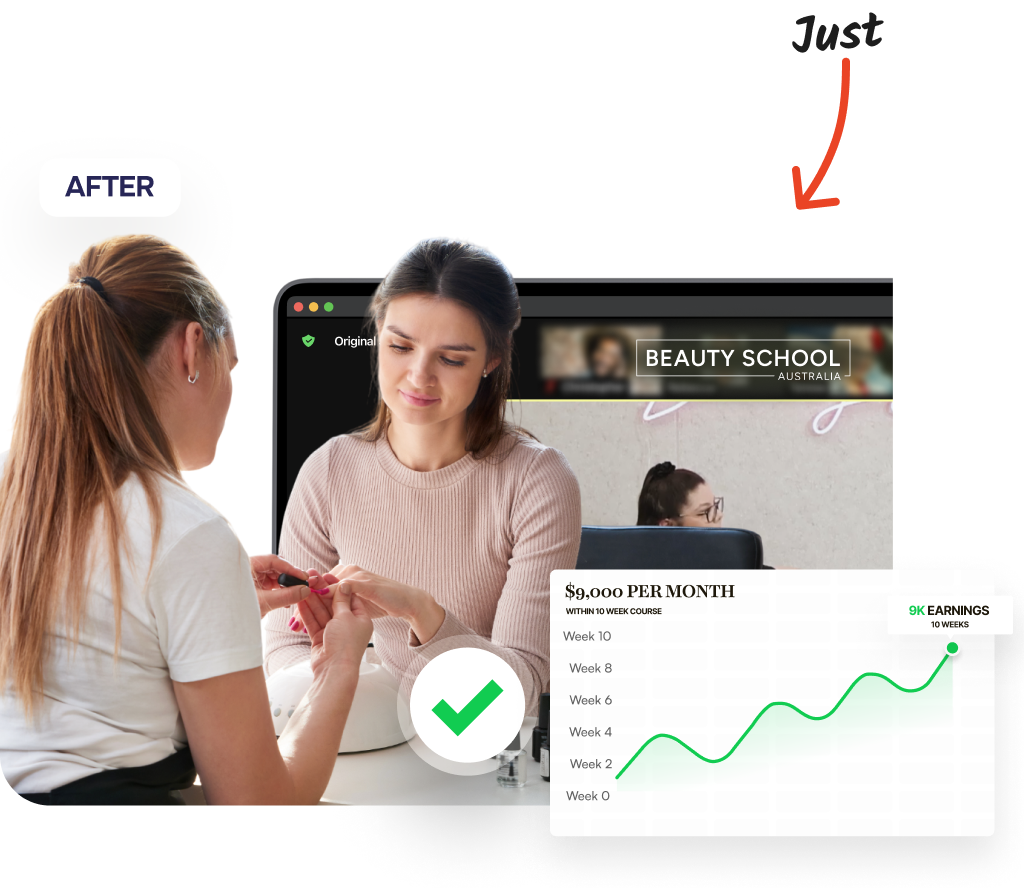 Just
AFTER
Original
BEAUTY SCHOOL
AUSTRALIA
$9,000 PER MONTH
WITHIN 10 WEEK COURSE
9K EARNINGS
10 WEEKS
Week 10
Week 8
Week 6
Week 4
Week 2
Week 0